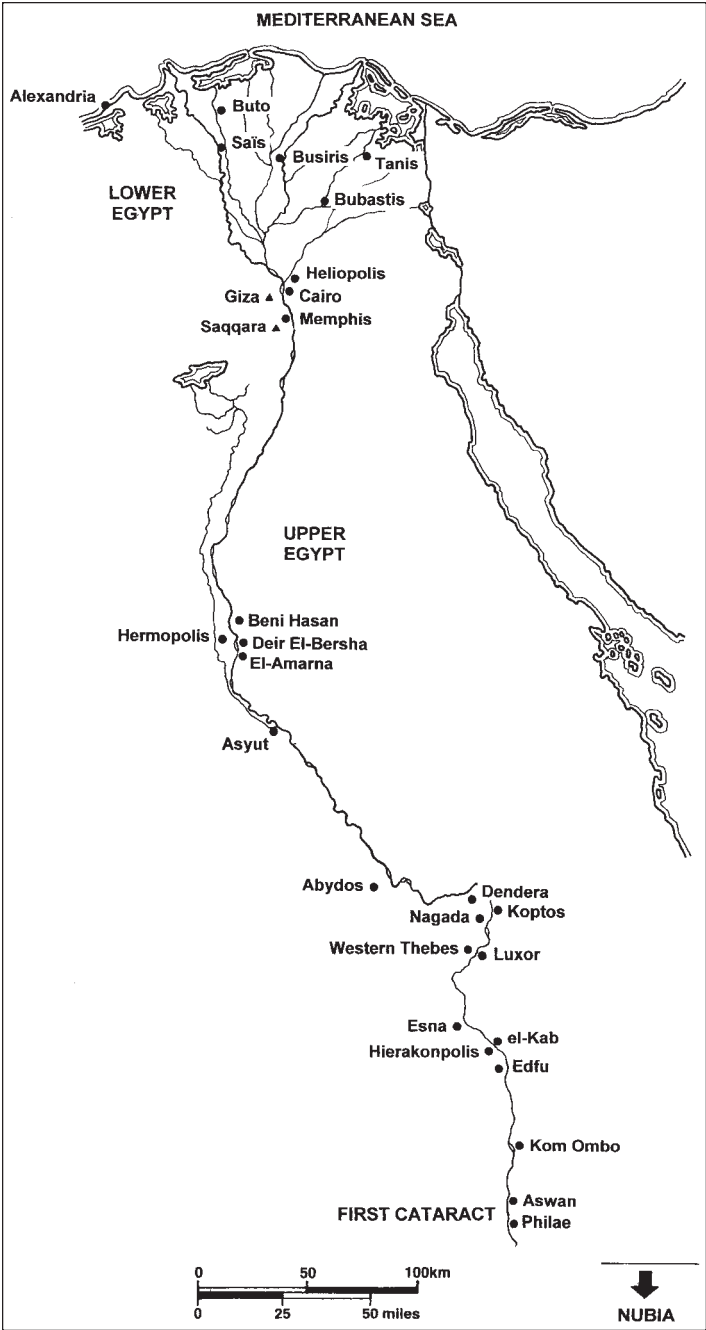 MEDITERRANEAN SEA
Alexandria
Buto
Saïs
Busiris
Tanis
LOWER
EGYPT
Bubastis
Heliopolis
Giza
Cairo
Memphis
Saqqara
UPPER
EGYPT
Beni Hasan
Hermopolis
Deir El-Bersha
El-Amarna
Asyut
Abydos
Dendera
Nagada
Koptos
Western Thebes
Luxor
Esna
el-Kab
Hierakonpolis
Edfu
Kom Ombo
Aswan
FIRST CATARACT
Philae
0 50 100km
0 25 50 miles
NUBIA